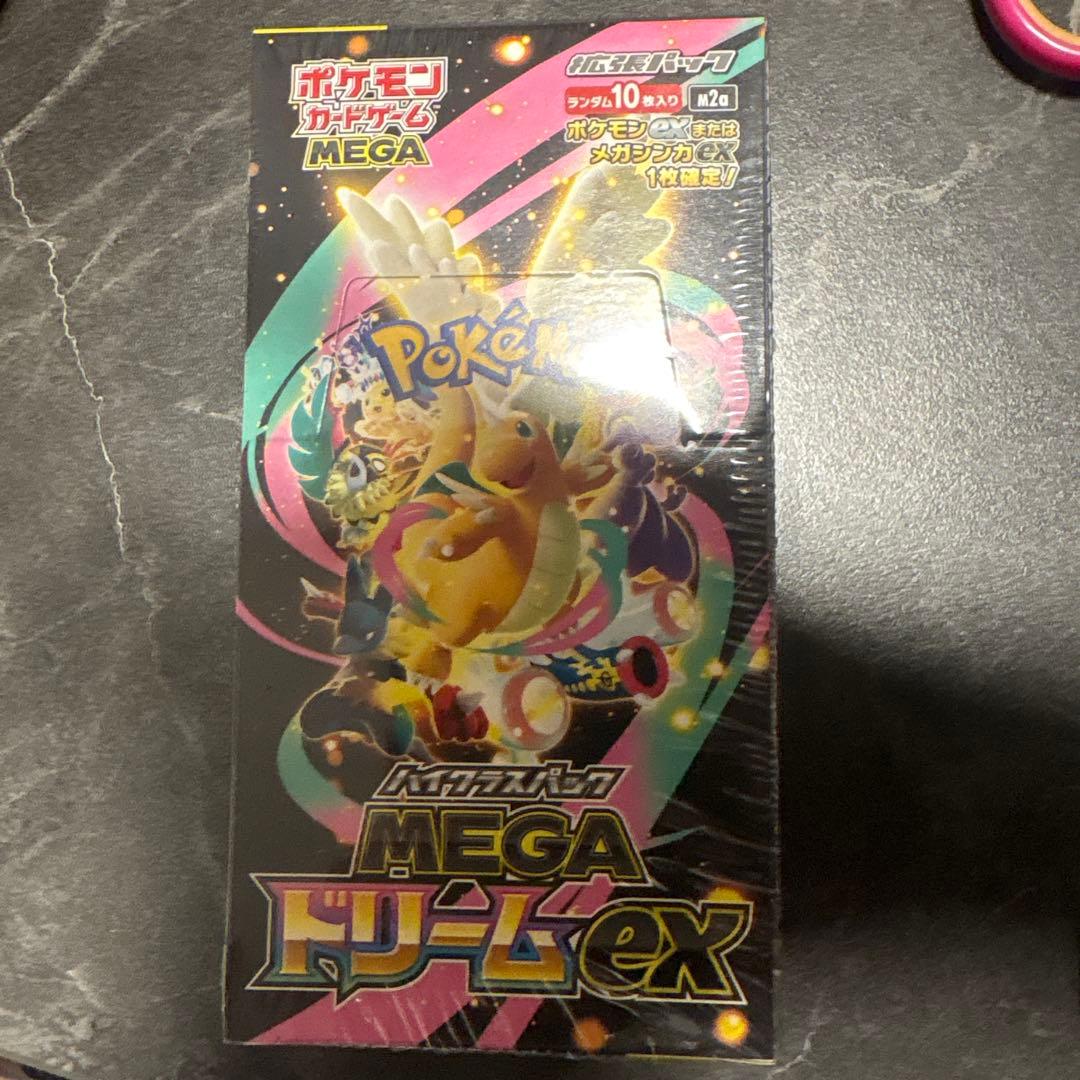 ポケモン
カードゲーム
MEGA
拡張パック
ランダム10枚入り M2a
ポケモンexまたは
メガシンカex
1枚確定!
POKéM
ハイクラスパック
MEGA
ドリームex